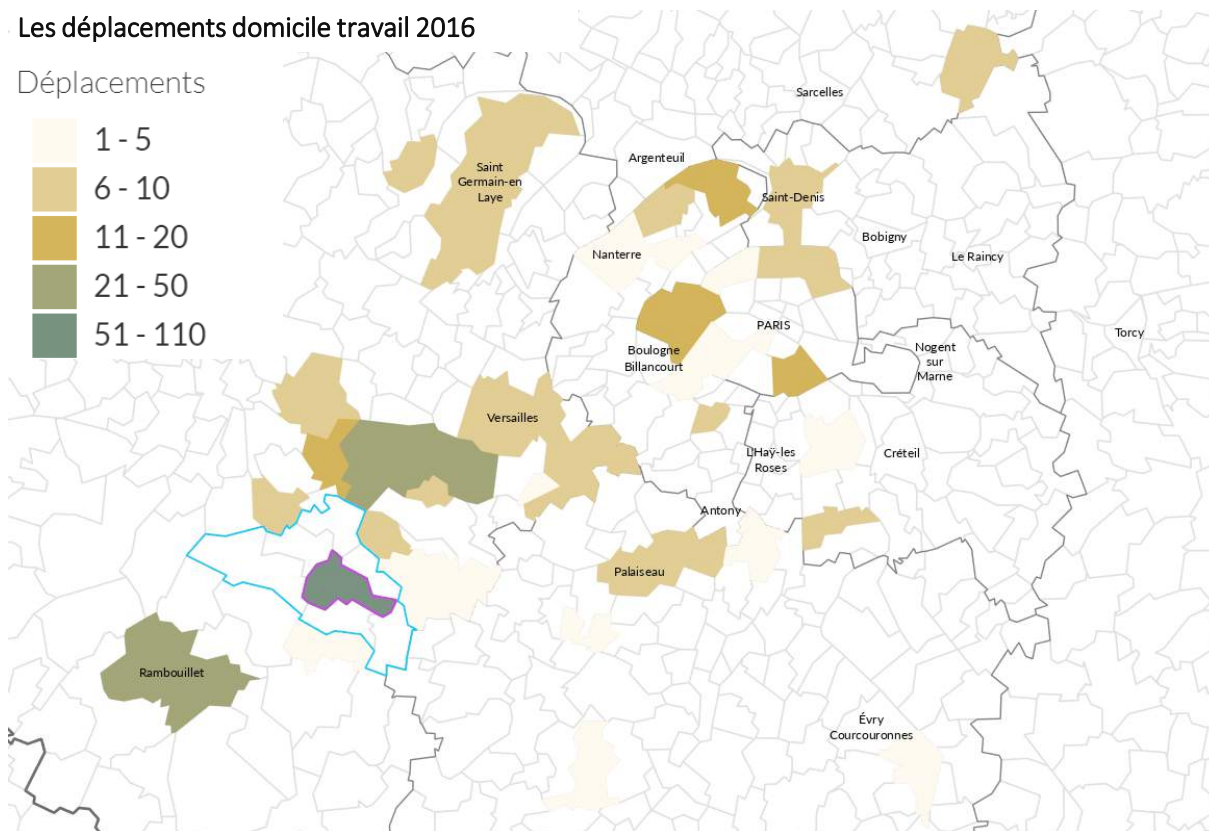 Les déplacements domicile travail 2016
Déplacements
1 - 5
6 - 10
11 - 20
21 - 50
51 - 110
Sarcelles
Argenteuil
Saint
Germain-en
Laye
Saint-Denis
Bobigny
Nanterre
Le Raincy
PARIS
Torcy
Boulogne
Billancourt
Nogent
sur
Marne
Versailles
L'Haÿ-les
Roses
Créteil
Antony
Palaiseau
Rambouillet
Évry
Courcouronnes